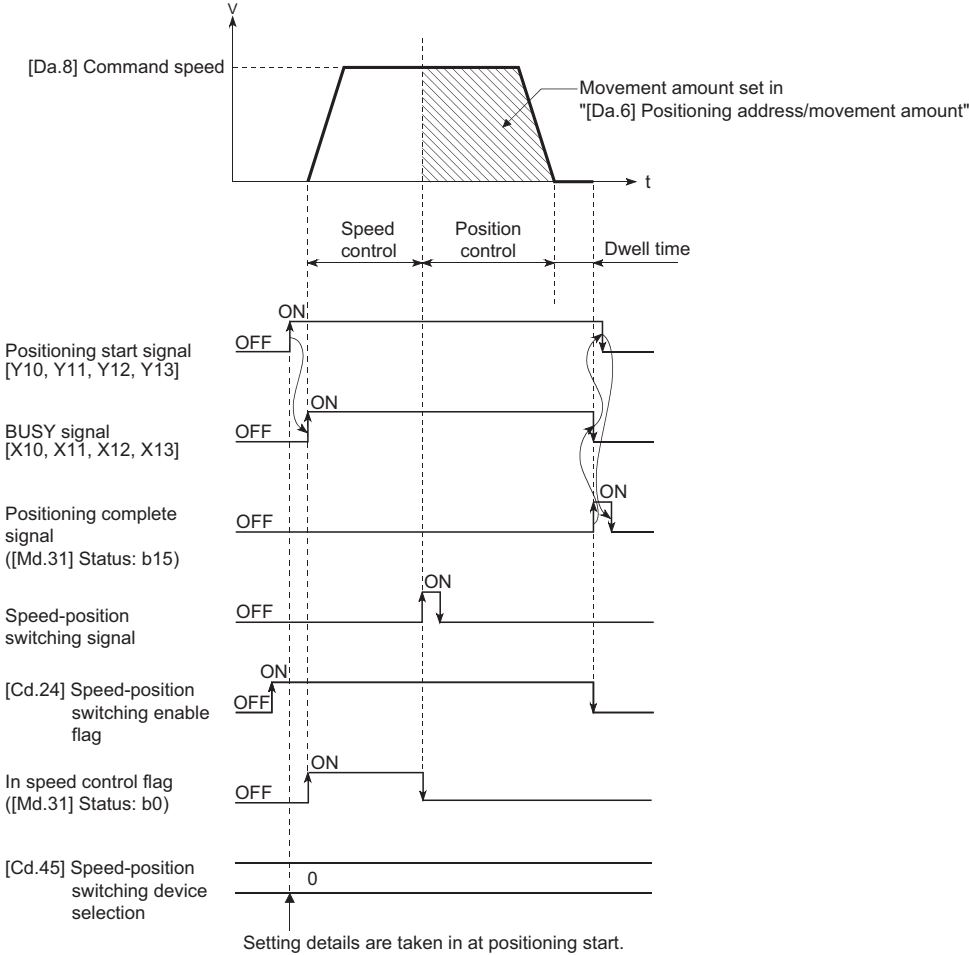 V
[Da.8] Command speed
Movement amount set in
"[Da.6] Positioning address/movement amount"
t
Speed
control
Position
control
Dwell time
ON
OFF
Positioning start signal
[Y10, Y11, Y12, Y13]
ON
OFF
BUSY signal
[X10, X11, X12, X13]
ON
OFF
Positioning complete
signal
([Md.31] Status: b15)
ON
OFF
Speed-position
switching signal
ON
OFF
[Cd.24] Speed-position
switching enable
flag
ON
OFF
In speed control flag
([Md.31] Status: b0)
[Cd.45] Speed-position
switching device
selection
0
Setting details are taken in at positioning start.